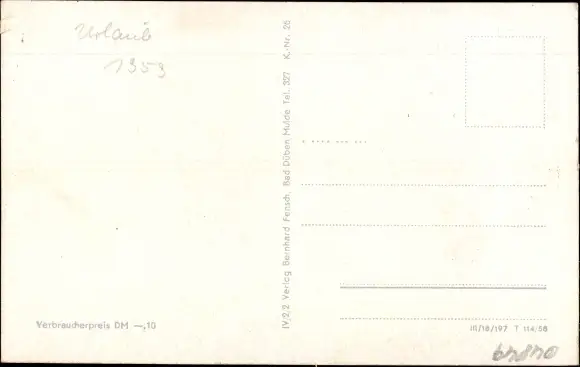 Urlaub
1959
IV/2/2 Verlag Bernhard Fensch, Bad Düben Mulde Tel. 327 K.-Nr. 26
Verbraucherpreis DM —,10
III/18/197 T 114/58